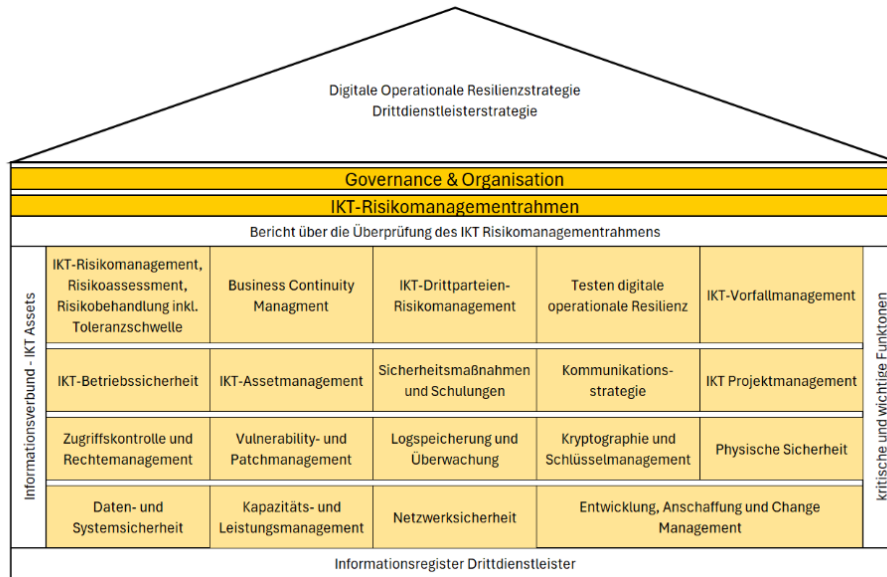 Digitale Operationale Resilienzstrategie
Drittdienstleisterstrategie
Governance & Organisation
IKT-Risikomanagementrahmen
Bericht über die Überprüfung des IKT Risikomanagementrahmens
Informationsverbund - IKT Assets
IKT-Risikomanagement,
Risikoassessment,
Risikobehandlung inkl.
Toleranzschwelle
Business Continuity
Managment
IKT-Drittparteien-
Risikomanagement
Testen digitale
operationale Resilienz
IKT-Vorfallmanagement
IKT-Betriebssicherheit
IKT-Assetmanagement
Sicherheitsmaßnahmen
und Schulungen
Kommunikations-
strategie
IKT Projektmanagement
Zugriffskontrolle und
Rechtemanagement
Vulnerability- und
Patchmanagement
Logspeicherung und
Überwachung
Kryptographie und
Schlüsselmanagement
Physische Sicherheit
Daten- und
Systemsicherheit
Kapazitäts- und
Leistungsmanagement
Netzwerksicherheit
Entwicklung, Anschaffung und Change
Management
kritische und wichtige Funktonen
Informationsregister Drittdienstleister